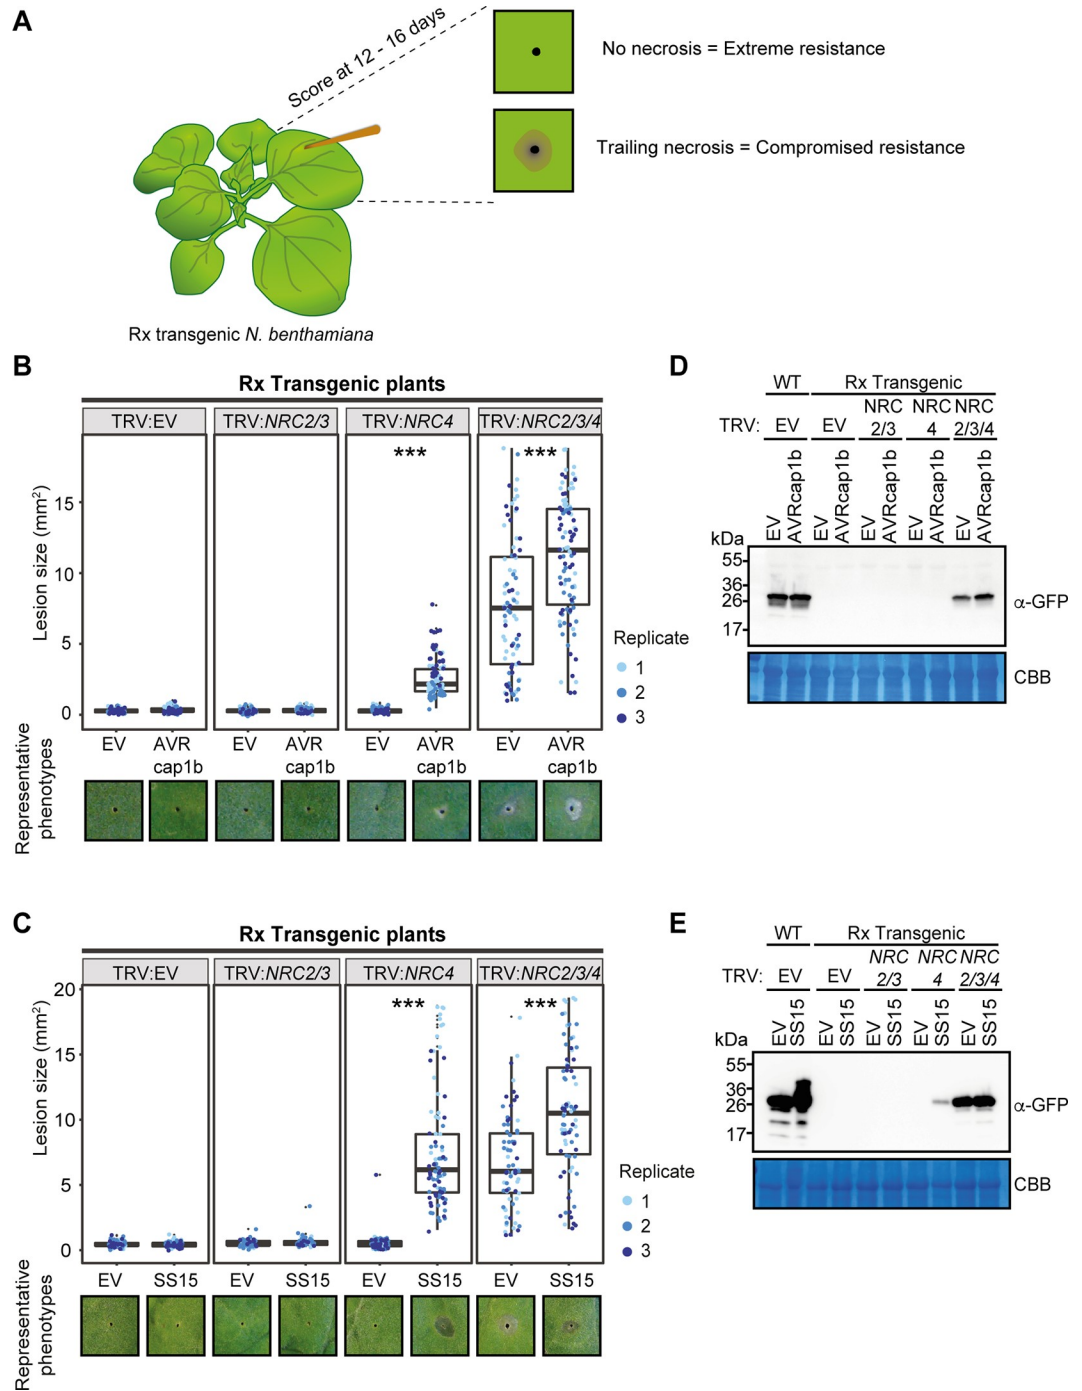 A
Score at 12 - 16 days
No necrosis = Extreme resistance
Trailing necrosis = Compromised resistance
Rx transgenic N. benthamiana
B
Rx Transgenic plants
TRV:EV TRV:NRC2/3 TRV:NRC4 TRV:NRC2/3/4
*** ***
Lesion size (mm²)
15
10
5
0
EV AVR cap1b EV AVR cap1b EV AVR cap1b EV AVR cap1b
Replicate
1
2
3
Representative
phenotypes
D
WT Rx Transgenic
TRV: EV EV NRC 2/3 NRC 4 NRC 2/3/4
EV AVRcap1b EV AVRcap1b EV AVRcap1b EV AVRcap1b EV AVRcap1b
kDa
55
36
26
17
α-GFP
CBB
C
Rx Transgenic plants
TRV:EV TRV:NRC2/3 TRV:NRC4 TRV:NRC2/3/4
*** ***
Lesion size (mm²)
20
15
10
5
0
EV SS15 EV SS15 EV SS15 EV SS15
Replicate
1
2
3
Representative
phenotypes
E
WT Rx Transgenic
TRV: EV EV NRC 2/3 NRC 4 NRC 2/3/4
EV SS15 EV SS15 EV SS15 EV SS15 EV SS15
kDa
55
36
26
17
α-GFP
CBB